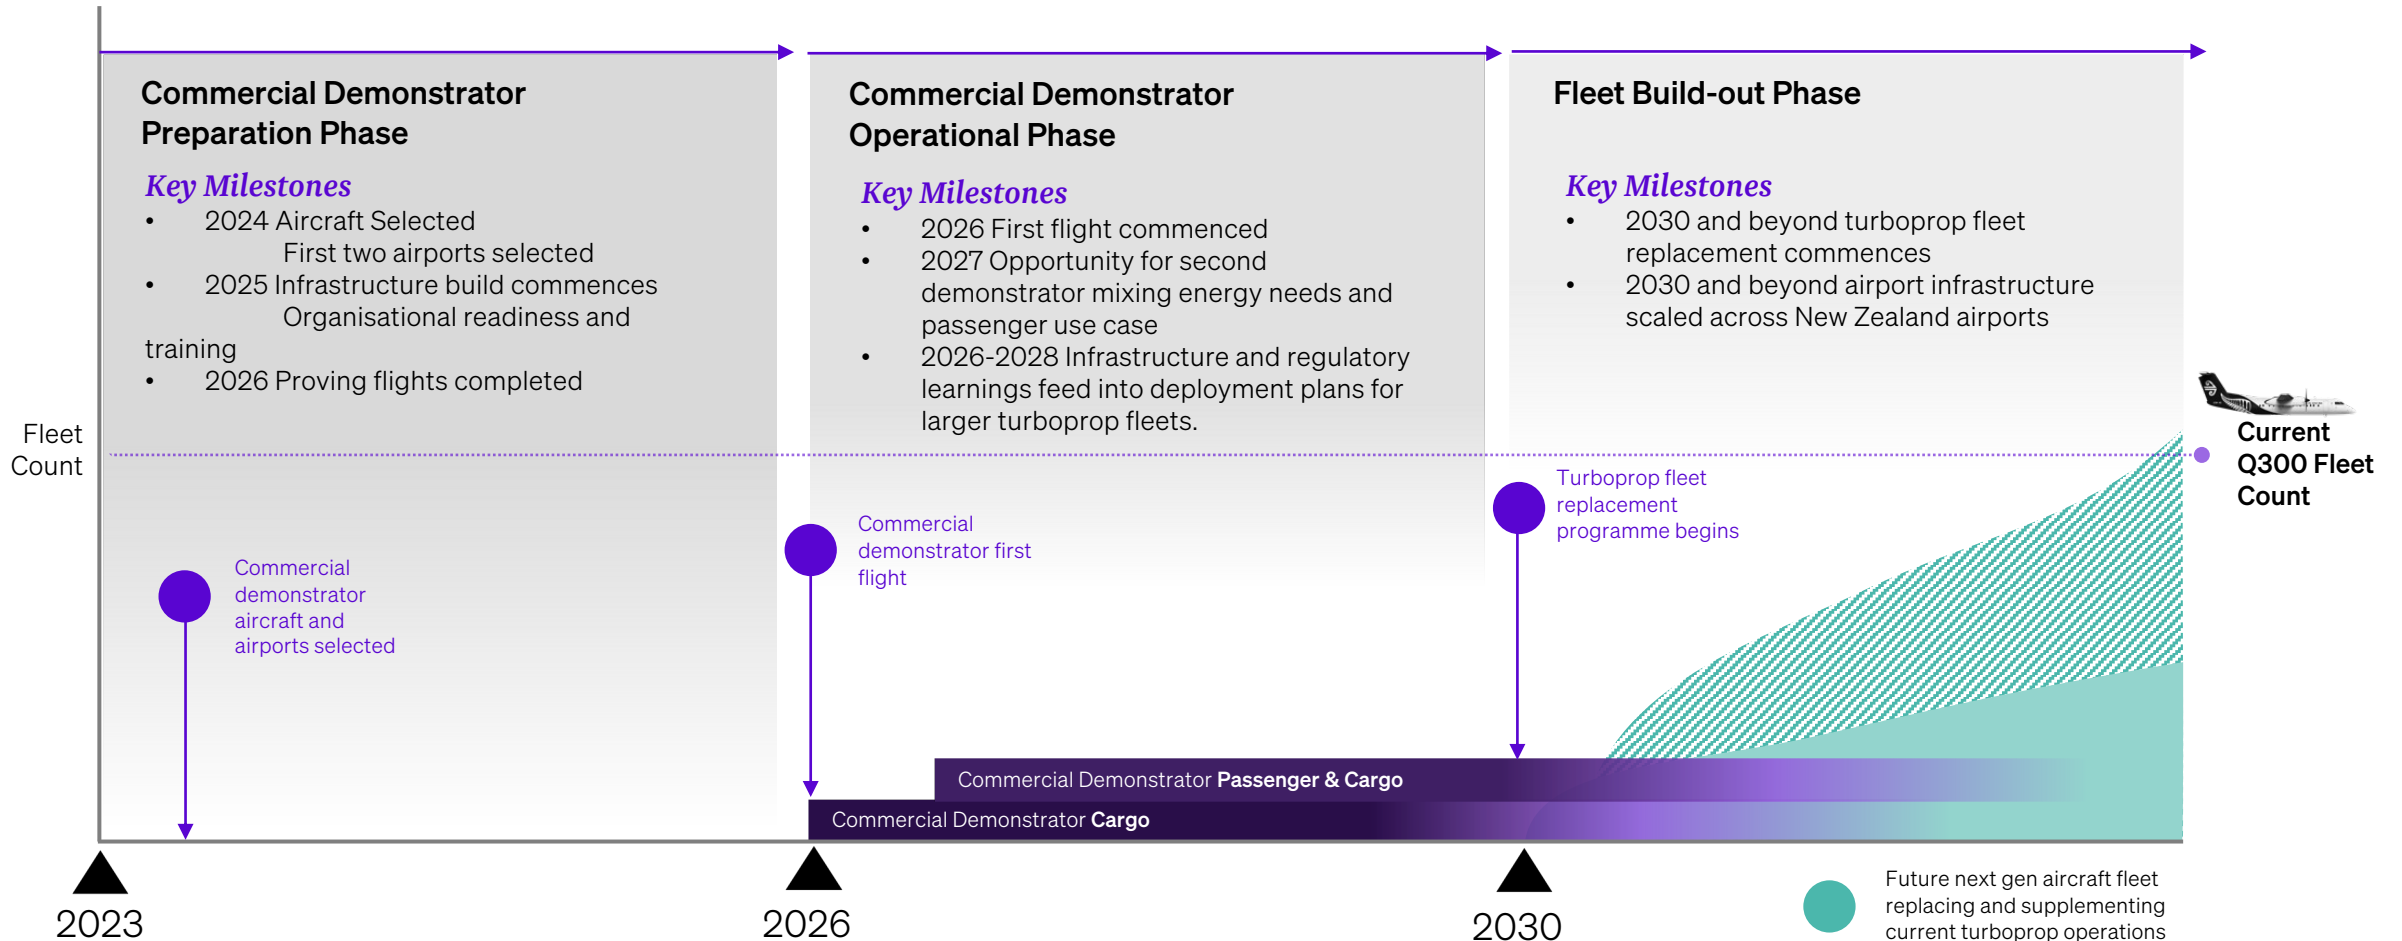 Commercial Demonstrator
Preparation Phase
Key Milestones
• 2024 Aircraft Selected
First two airports selected
• 2025 Infrastructure build commences
Organisational readiness and
training
• 2026 Proving flights completed
Commercial Demonstrator
Operational Phase
Key Milestones
• 2026 First flight commenced
• 2027 Opportunity for second
demonstrator mixing energy needs and
passenger use case
• 2026-2028 Infrastructure and regulatory
learnings feed into deployment plans for
larger turboprop fleets.
Fleet Build-out Phase
Key Milestones
• 2030 and beyond turboprop fleet
replacement commences
• 2030 and beyond airport infrastructure
scaled across New Zealand airports
Fleet
Count
Current
Q300 Fleet
Count
Commercial
demonstrator
aircraft and
airports selected
Commercial
demonstrator first
flight
Turboprop fleet
replacement
programme begins
Commercial Demonstrator Passenger & Cargo
Commercial Demonstrator Cargo
2023
2026
2030
Future next gen aircraft fleet
replacing and supplementing
current turboprop operations